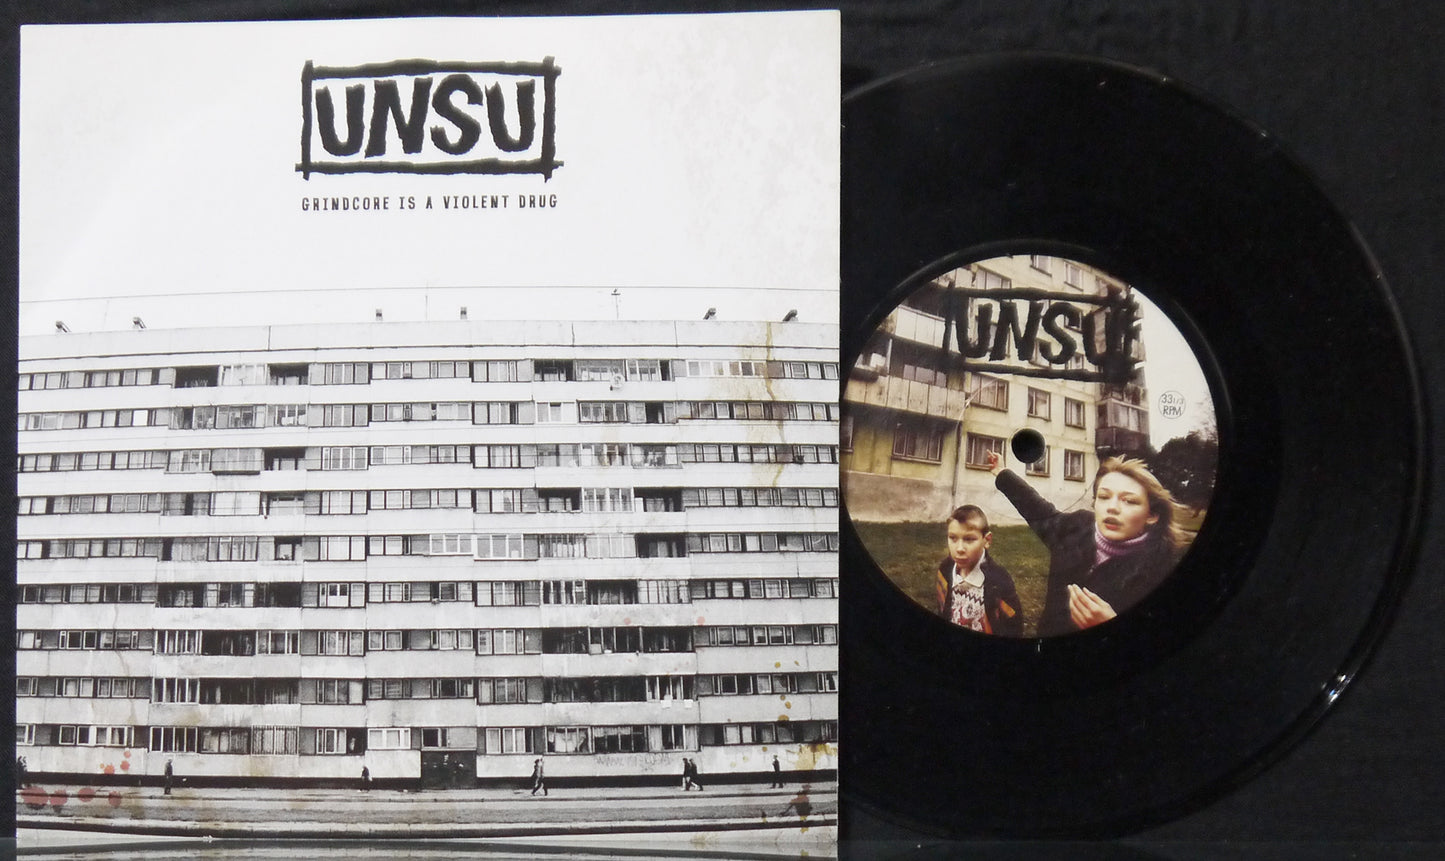 UNSU
GRINDCORE IS A VIOLENT DRUG
UNSU
33 1/3
RPM